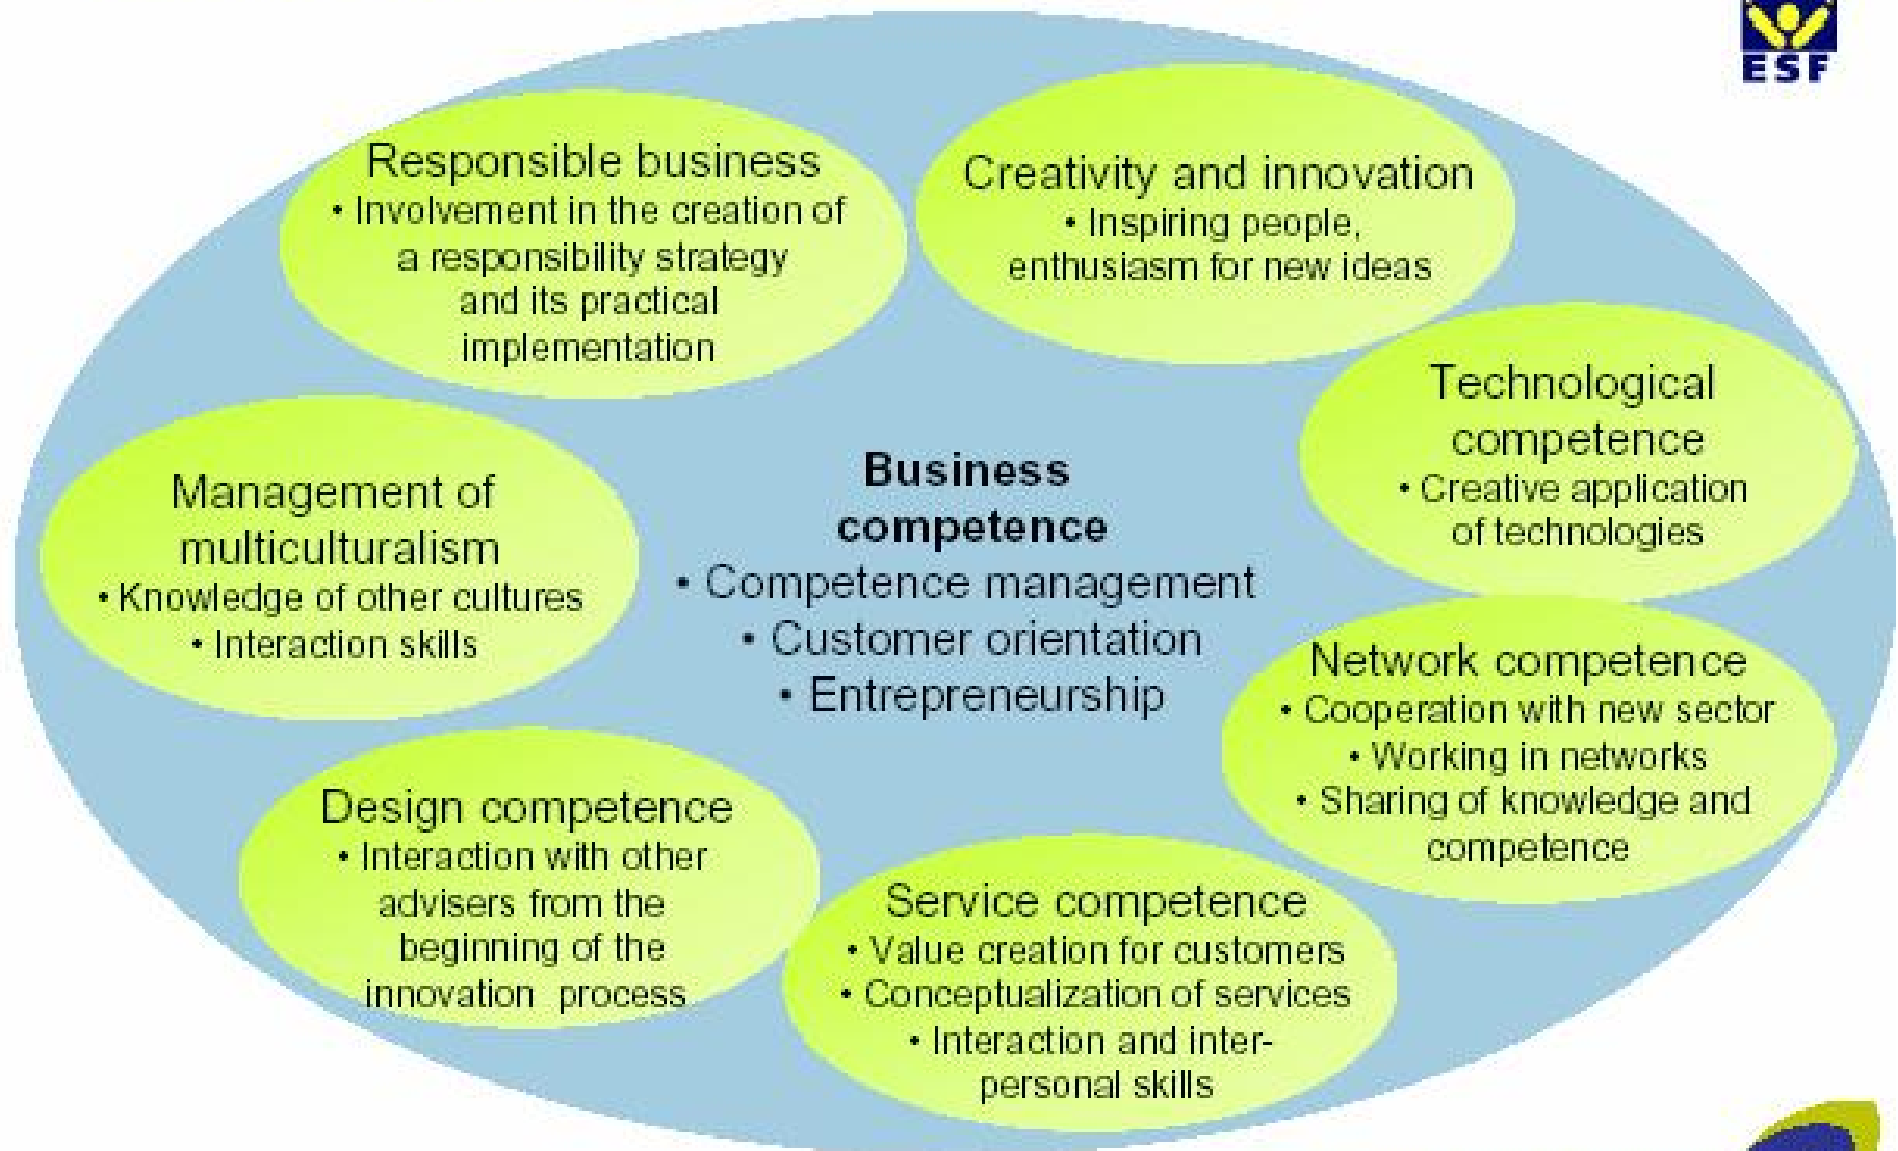 ESF
Responsible business
• Involvement in the creation of
a responsibility strategy
and its practical
implementation
Creativity and innovation
• Inspiring people,
enthusiasm for new ideas
Technological
competence
• Creative application
of technologies
Management of
multiculturalism
• Knowledge of other cultures
• Interaction skills
Business
competence
• Competence management
• Customer orientation
• Entrepreneurship
Network competence
• Cooperation with new sector
• Working in networks
• Sharing of knowledge and
competence
Design competence
• Interaction with other
advisers from the
beginning of the
innovation process
Service competence
• Value creation for customers
• Conceptualization of services
• Interaction and inter-
personal skills